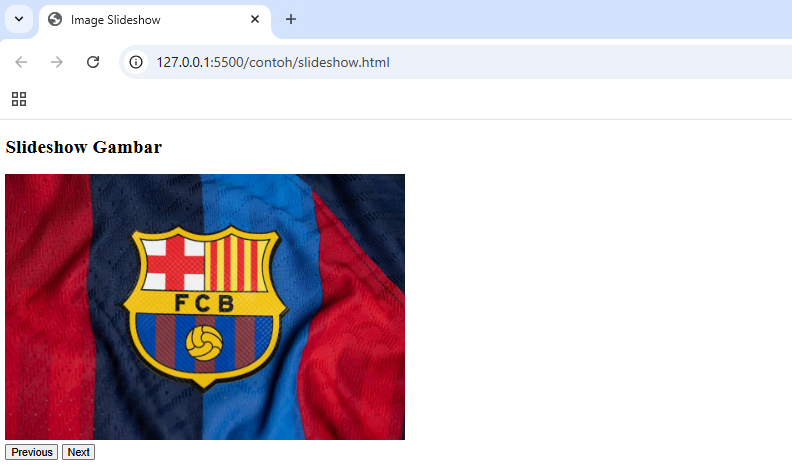 Image Slideshow
127.0.0.1:5500/contoh/slideshow.html
Slideshow Gambar
FCB
Previous Next